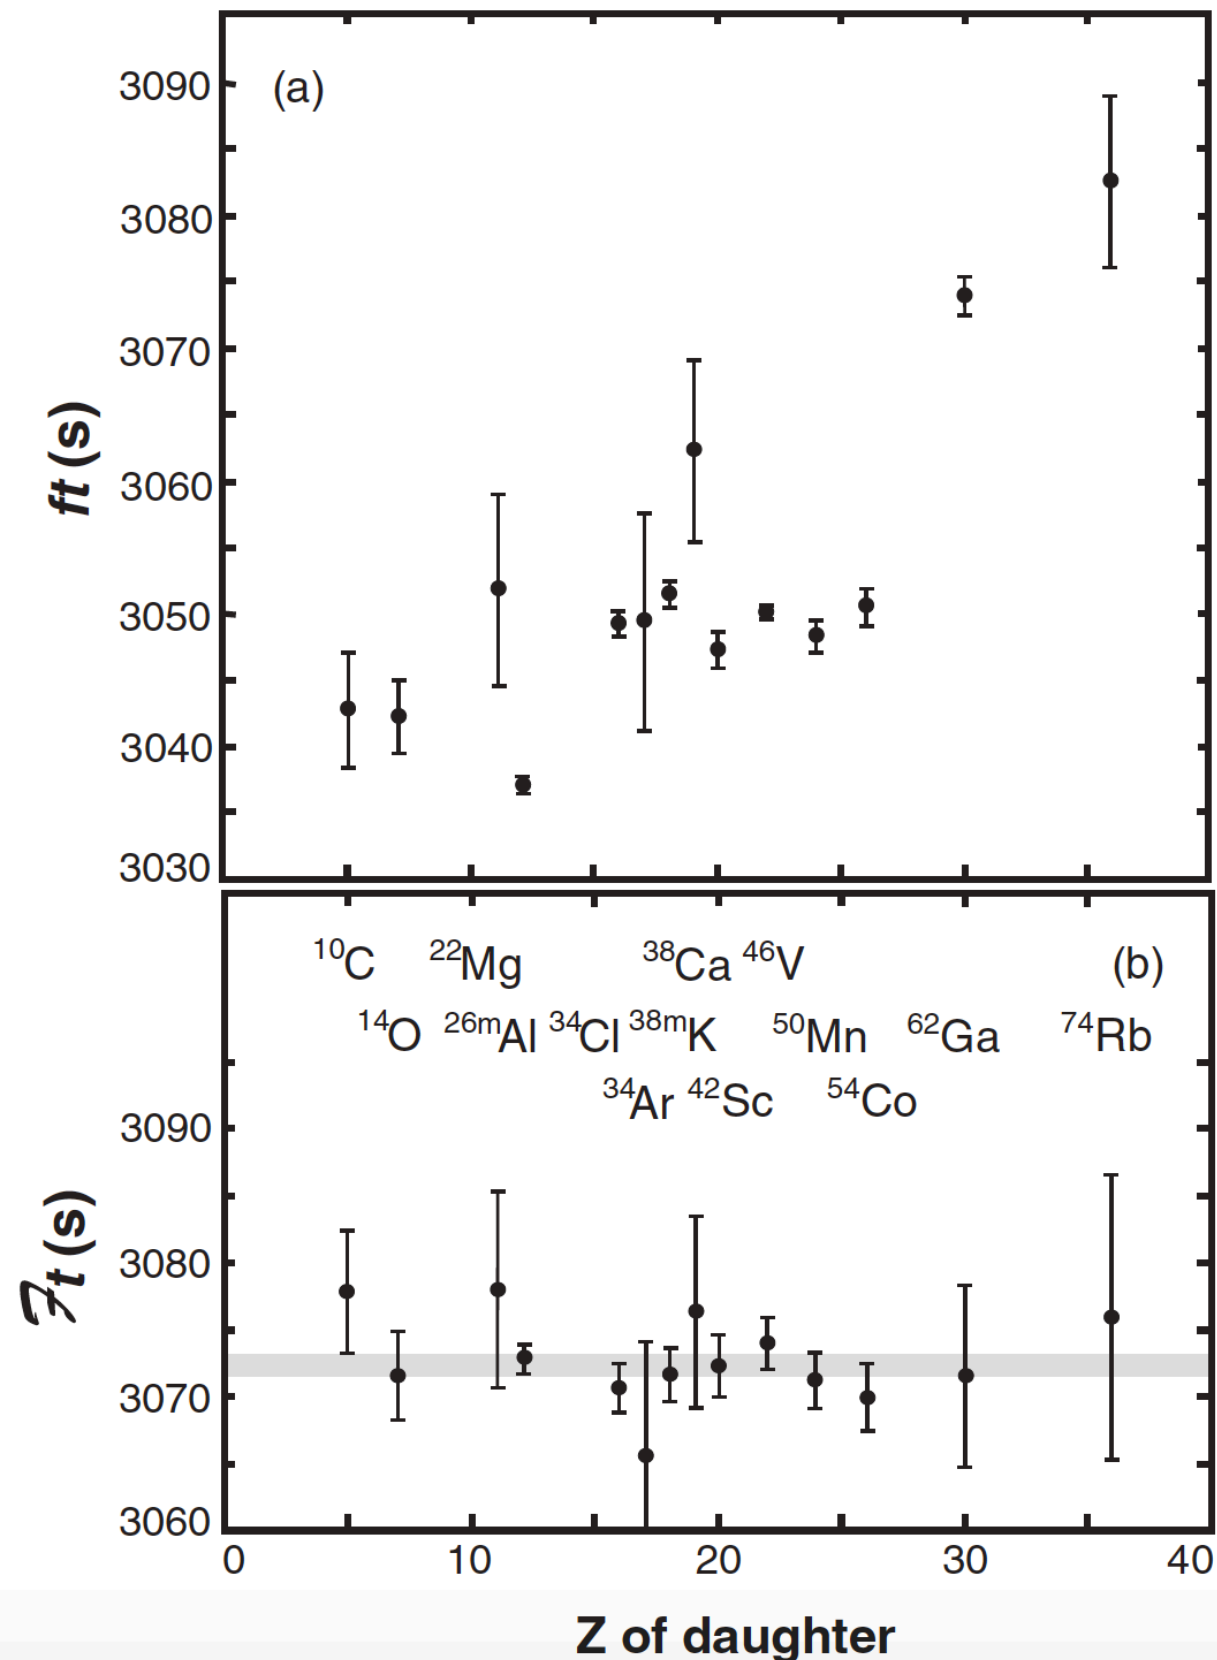 3090
(a)
3080
3070
ft (s)
3060
3050
3040
3030
¹⁰C ²²Mg ³⁸Ca ⁴⁶V (b)
¹⁴O ²⁶ᵐAl ³⁴Cl ³⁸ᵐK ⁵⁰Mn ⁶²Ga ⁷⁴Rb
³⁴Ar ⁴²Sc ⁵⁴Co
3090
ℱt (s)
3080
3070
3060
0 10 20 30 40
Z of daughter